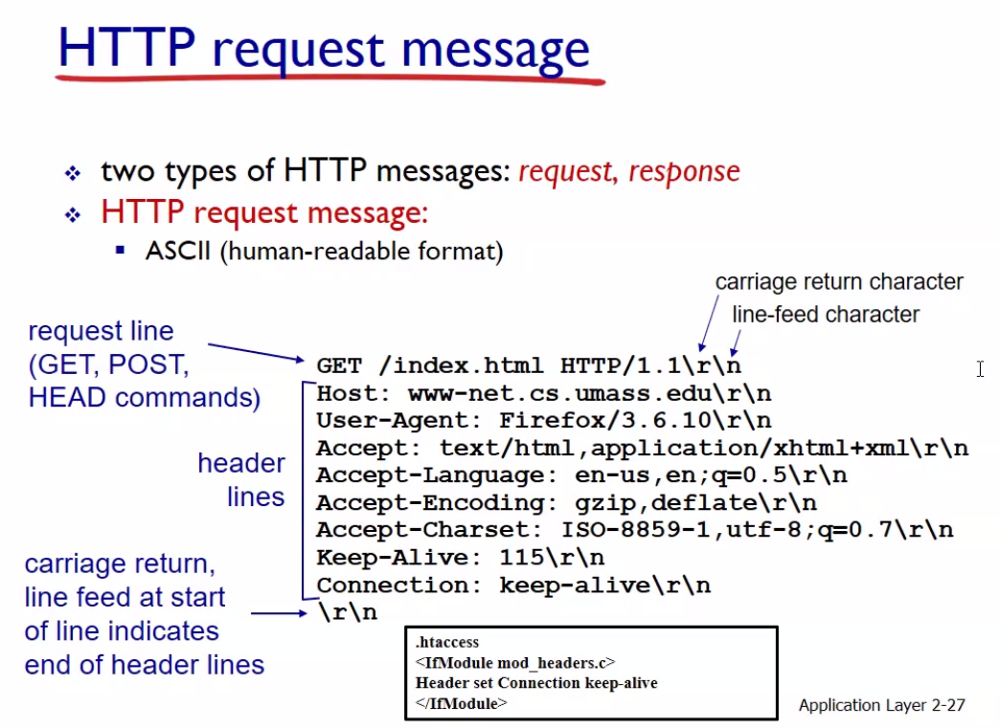 HTTP request message
two types of HTTP messages: request, response
HTTP request message:
ASCII (human-readable format)
carriage return character
line-feed character
request line
(GET, POST,
HEAD commands)
GET /index.html HTTP/1.1\r\n
Host: www-net.cs.umass.edu\r\n
User-Agent: Firefox/3.6.10\r\n
Accept: text/html,application/xhtml+xml\r\n
Accept-Language: en-us,en;q=0.5\r\n
Accept-Encoding: gzip,deflate\r\n
Accept-Charset: ISO-8859-1,utf-8;q=0.7\r\n
Keep-Alive: 115\r\n
Connection: keep-alive\r\n
\r\n
header
lines
carriage return,
line feed at start
of line indicates
end of header lines
.htaccess
<IfModule mod_headers.c>
Header set Connection keep-alive
</IfModule>
Application Layer 2-27